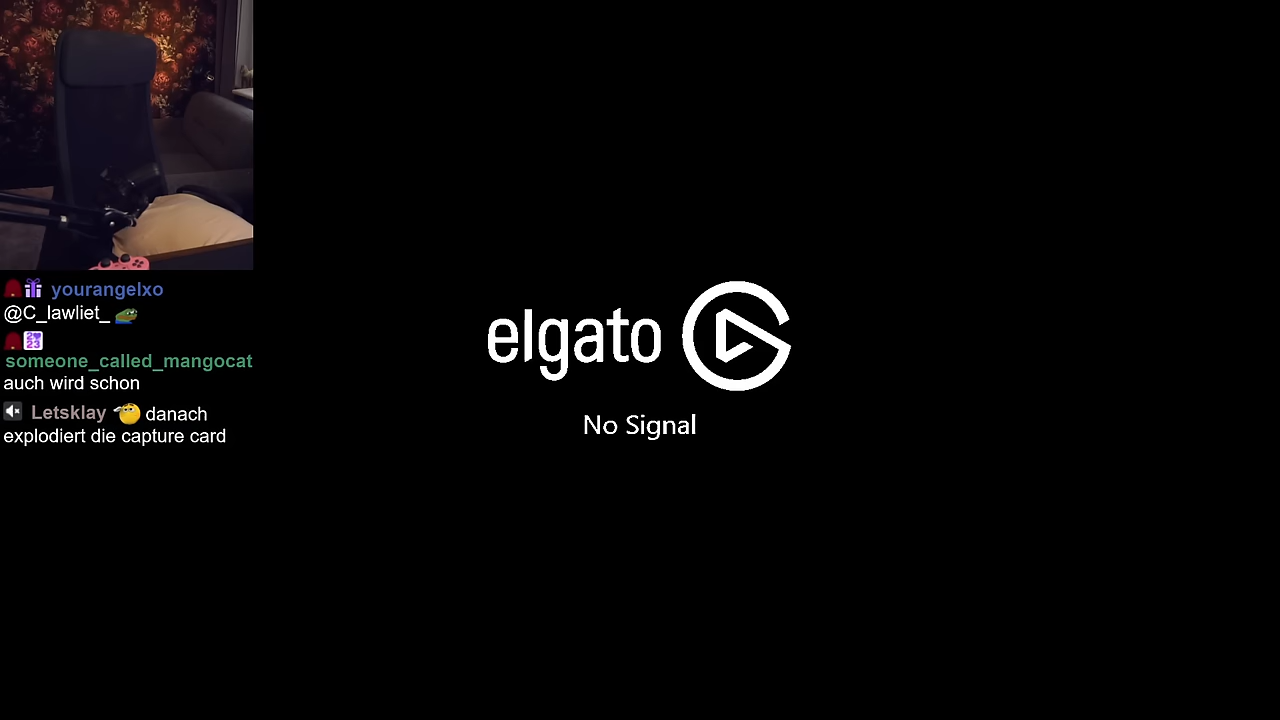 yourangelxo
@C_lawliet_
someone_called_mangocat
auch wird schon
Letsklay danach
explodiert die capture card
elgato
No Signal